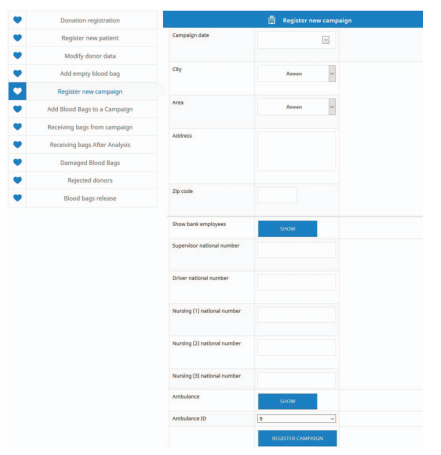 Donation registration
Register new patient
Modify donor data
Add empty blood bag
Register new campaign
Add Blood Bags to a Campaign
Receiving bags from campaign
Receiving bags After Analysis
Damaged Blood Bags
Rejected donors
Blood bags release
Register new campaign
Campaign date
City
Aswan
Area
Aswan
Address
Zip code
Show bank employees
SHOW
Supervisor national number
Driver national number
Nursing (1) national number
Nursing (2) national number
Nursing (3) national number
Ambulance
SHOW
Ambulance ID
9
REGISTER CAMPAIGN